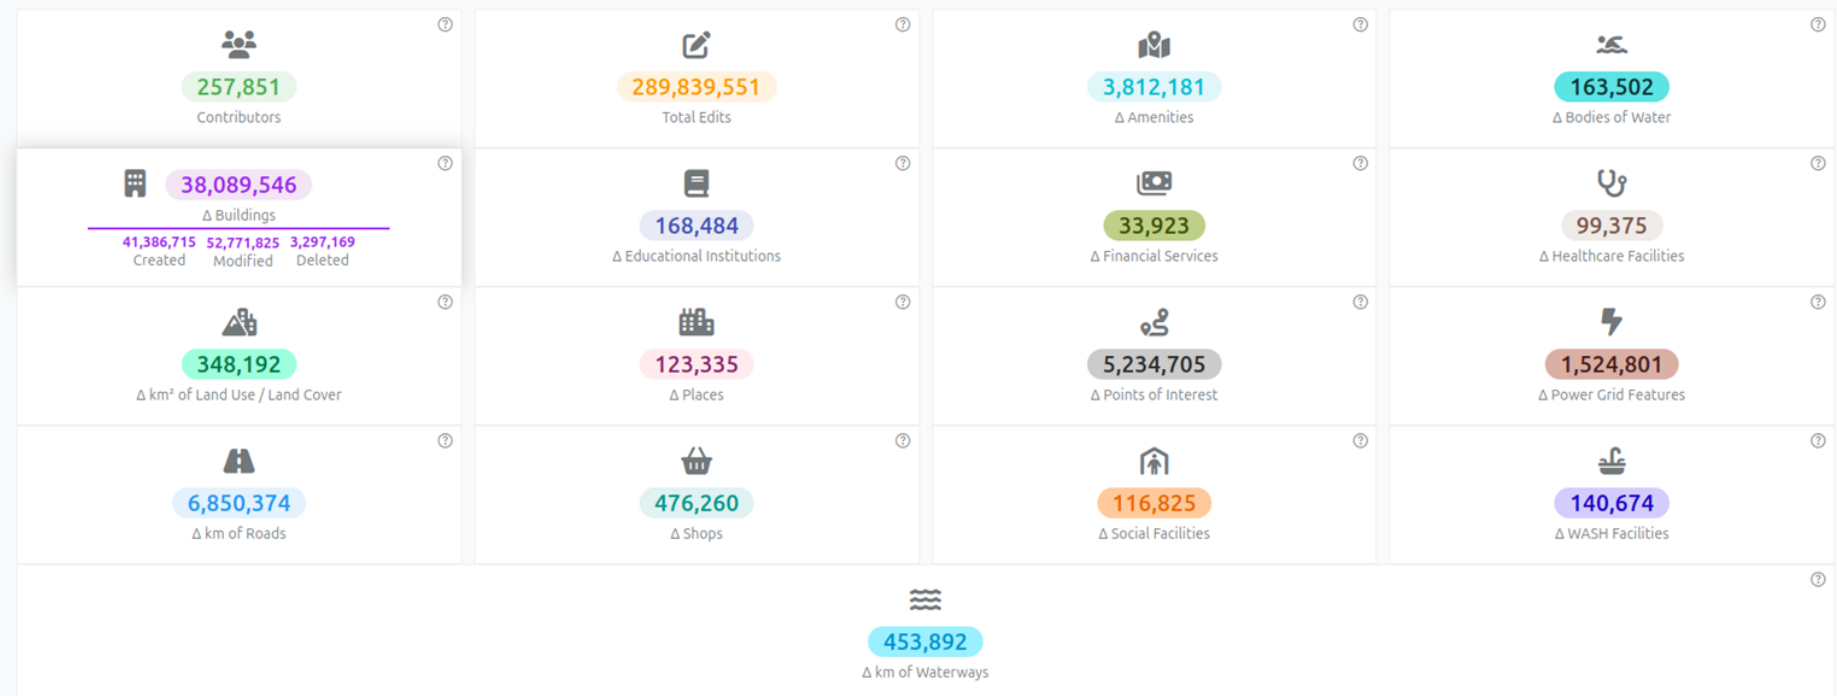 257,851
Contributors
289,839,551
Total Edits
3,812,181
Δ Amenities
163,502
Δ Bodies of Water
38,089,546
Δ Buildings
41,386,715 52,771,825 3,297,169
Created Modified Deleted
168,484
Δ Educational Institutions
33,923
Δ Financial Services
99,375
Δ Healthcare Facilities
348,192
Δ km² of Land Use / Land Cover
123,335
Δ Places
5,234,705
Δ Points of Interest
1,524,801
Δ Power Grid Features
6,850,374
Δ km of Roads
476,260
Δ Shops
116,825
Δ Social Facilities
140,674
Δ WASH Facilities
453,892
Δ km of Waterways